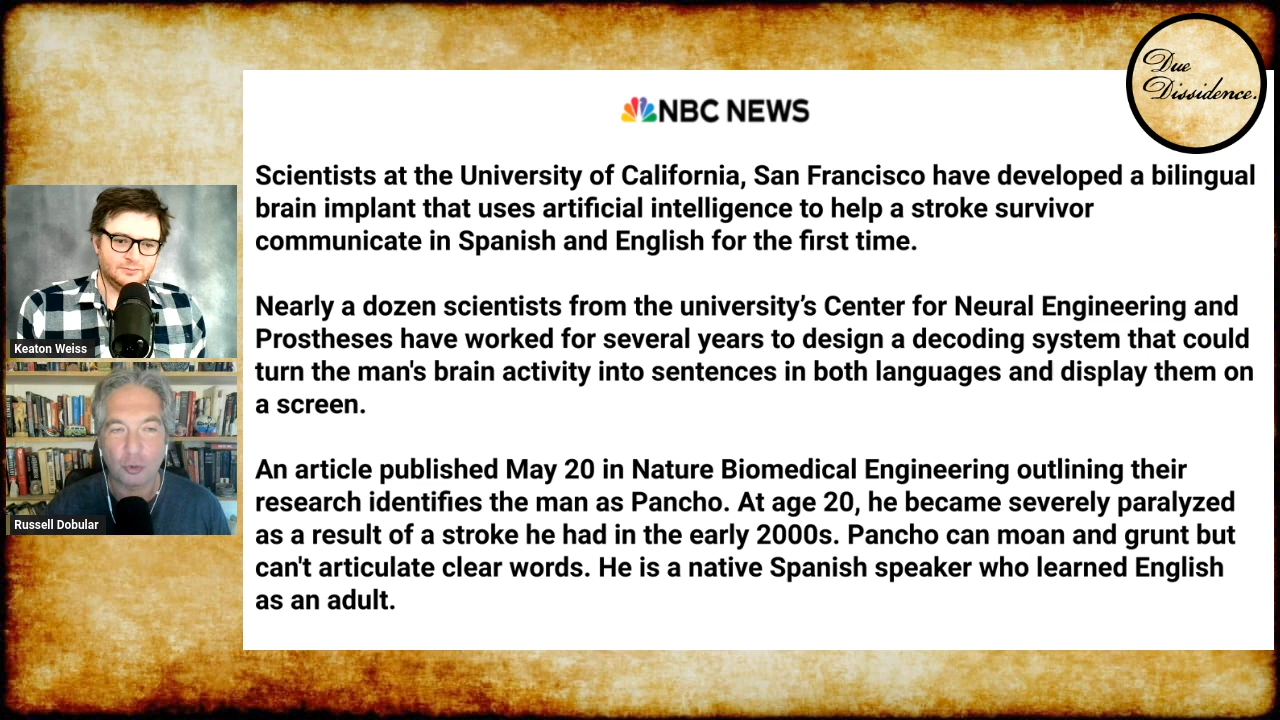 Due
Dissidence.
NBC NEWS
Scientists at the University of California, San Francisco have developed a bilingual
brain implant that uses artificial intelligence to help a stroke survivor
communicate in Spanish and English for the first time.
Nearly a dozen scientists from the university’s Center for Neural Engineering and
Prostheses have worked for several years to design a decoding system that could
turn the man's brain activity into sentences in both languages and display them on
a screen.
An article published May 20 in Nature Biomedical Engineering outlining their
research identifies the man as Pancho. At age 20, he became severely paralyzed
as a result of a stroke he had in the early 2000s. Pancho can moan and grunt but
can't articulate clear words. He is a native Spanish speaker who learned English
as an adult.
Keaton Weiss
Russell Dobular